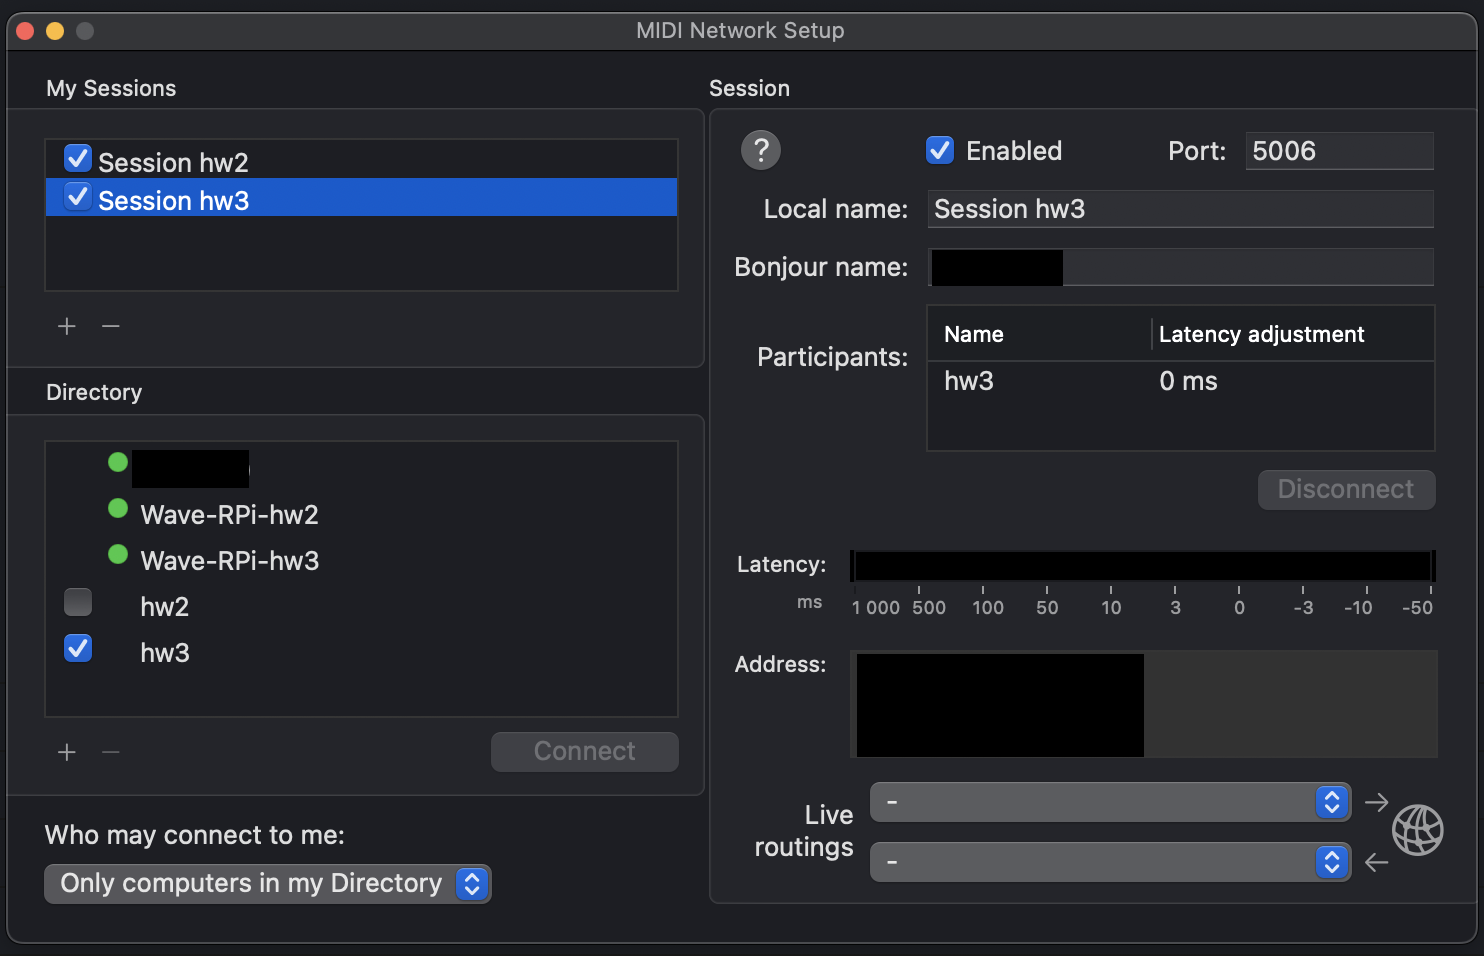 MIDI Network Setup
My Sessions
Session hw2
Session hw3
+ −
Directory
Wave-RPi-hw2
Wave-RPi-hw3
hw2
hw3
+ −
Connect
Who may connect to me:
Only computers in my Directory
Session
?
Enabled
Port: 5006
Local name: Session hw3
Bonjour name:
Participants:
Name Latency adjustment
hw3 0 ms
Disconnect
Latency:
ms 1 000 500 100 50 10 3 0 -3 -10 -50
Address:
Live
routings
-
-